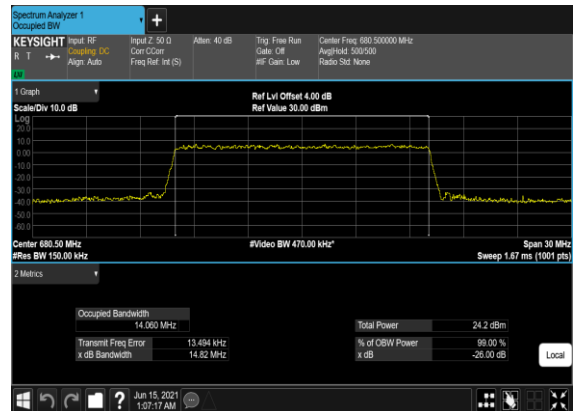 Spectrum Analyzer 1
Occupied BW
+
KEYSIGHT
R T
LXI
Input: RF
Coupling: DC
Align: Auto
Input Z: 50 Ω
Corr CCorr
Freq Ref: Int (S)
Atten: 40 dB
Trig: Free Run
Gate: Off
#IF Gain: Low
Center Freq: 680.500000 MHz
Avg|Hold: 500/500
Radio Std: None
1 Graph
Scale/Div 10.0 dB
Ref Lvl Offset 4.00 dB
Ref Value 30.00 dBm
Log
20.0
10.0
0.00
-10.0
-20.0
-30.0
-40.0
-50.0
-60.0
Center 680.50 MHz
#Res BW 150.00 kHz
#Video BW 470.00 kHz*
Span 30 MHz
Sweep 1.67 ms (1001 pts)
2 Metrics
Occupied Bandwidth
14.060 MHz
Transmit Freq Error 13.494 kHz
x dB Bandwidth 14.82 MHz
Total Power 24.2 dBm
% of OBW Power 99.00 %
x dB -26.00 dB
Local
?
Jun 15, 2021
1:07:17 AM